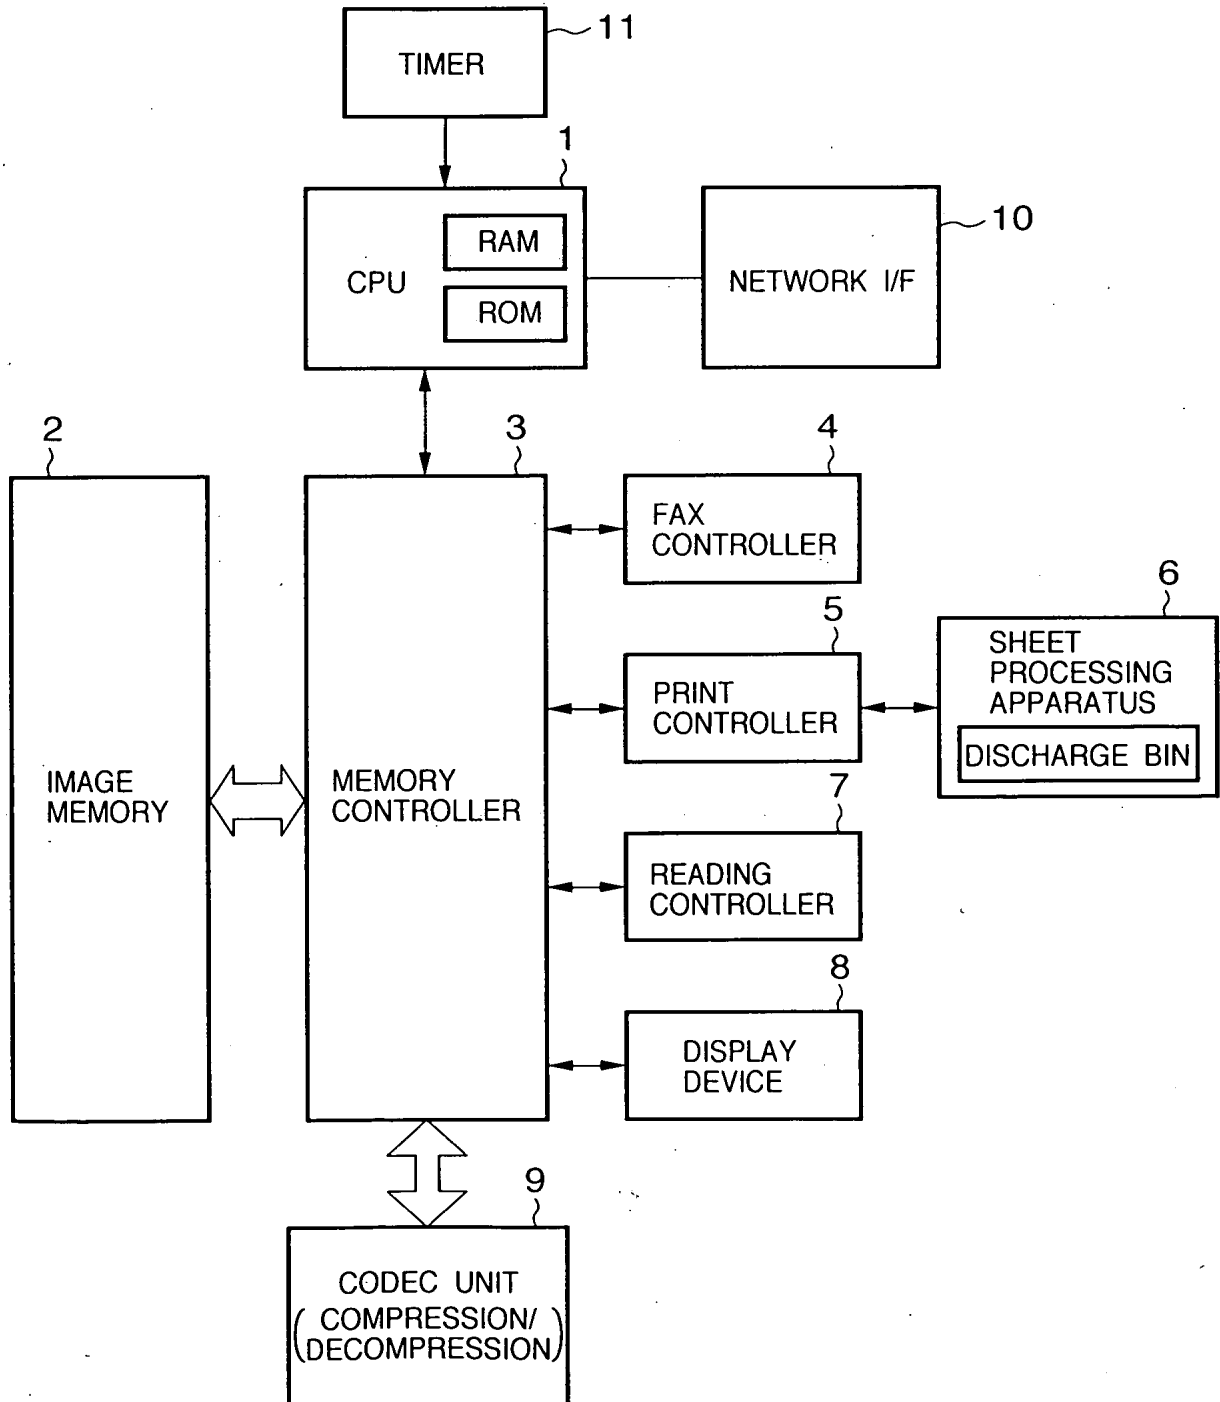 11
TIMER
1
RAM
CPU
ROM
10
NETWORK I/F
2
3
4
FAX
CONTROLLER
5
6
SHEET
PROCESSING
APPARATUS
DISCHARGE BIN
PRINT
CONTROLLER
IMAGE
MEMORY
MEMORY
CONTROLLER
7
READING
CONTROLLER
8
DISPLAY
DEVICE
9
CODEC UNIT
(COMPRESSION/
DECOMPRESSION)